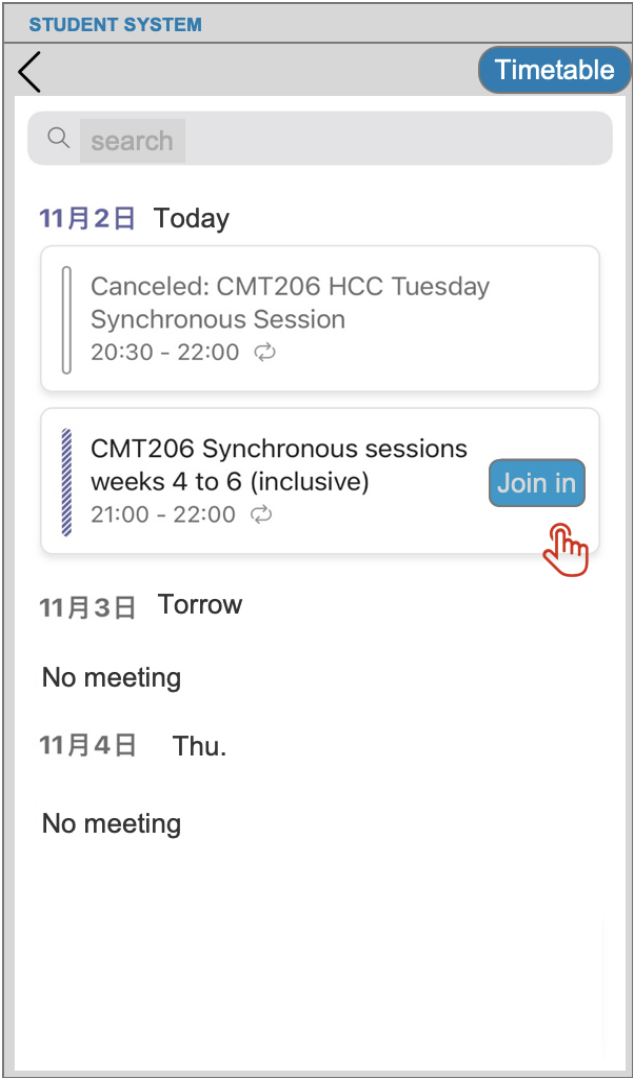 STUDENT SYSTEM
Timetable
search
11月2日 Today
Canceled: CMT206 HCC Tuesday
Synchronous Session
20:30 - 22:00
CMT206 Synchronous sessions
weeks 4 to 6 (inclusive)
Join in
21:00 - 22:00
11月3日 Torrow
No meeting
11月4日 Thu.
No meeting